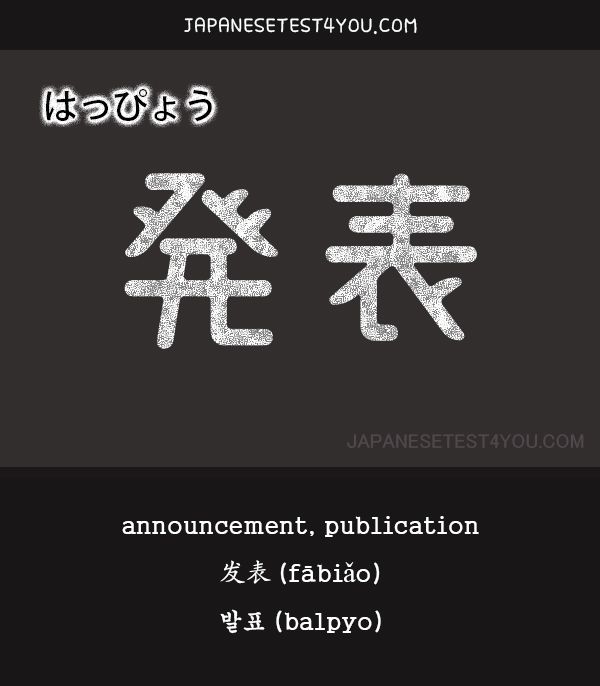 JAPANESETEST4YOU.COM
はっぴょう
発表
JAPANESETEST4YOU.COM
announcement, publication
发表 (fābiǎo)
발표 (balpyo)